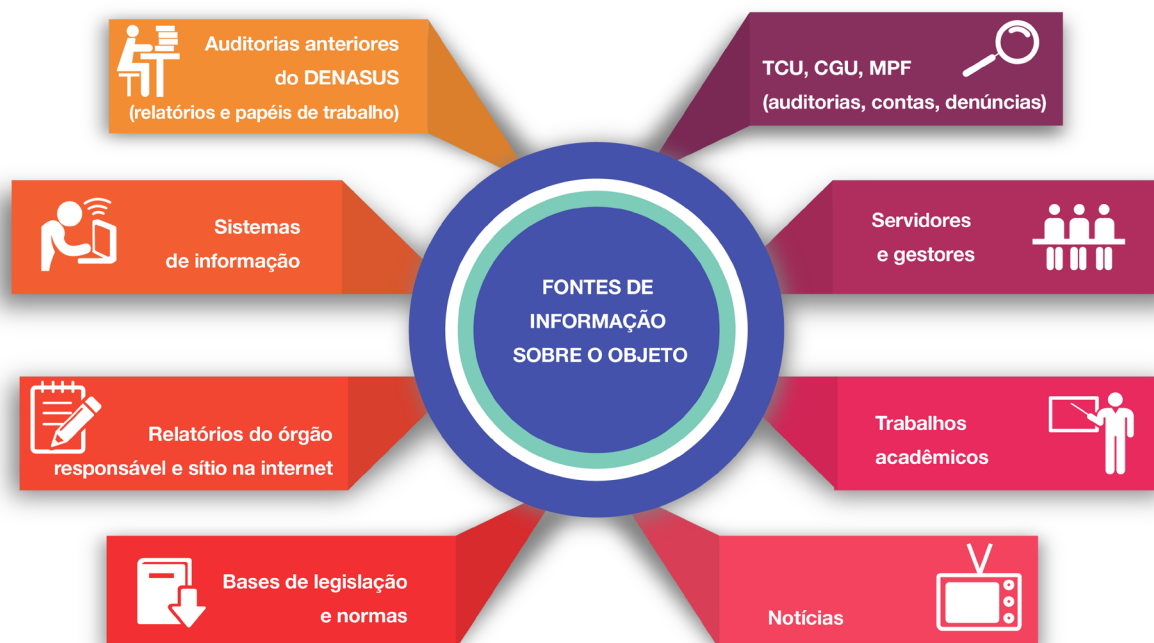 Auditorias anteriores
do DENASUS
(relatórios e papéis de trabalho)
TCU, CGU, MPF
(auditorias, contas, denúncias)
Sistemas
de informação
Servidores
e gestores
FONTES DE
INFORMAÇÃO
SOBRE O OBJETO
Relatórios do órgão
responsável e sítio na internet
Trabalhos
acadêmicos
Bases de legislação
e normas
Notícias